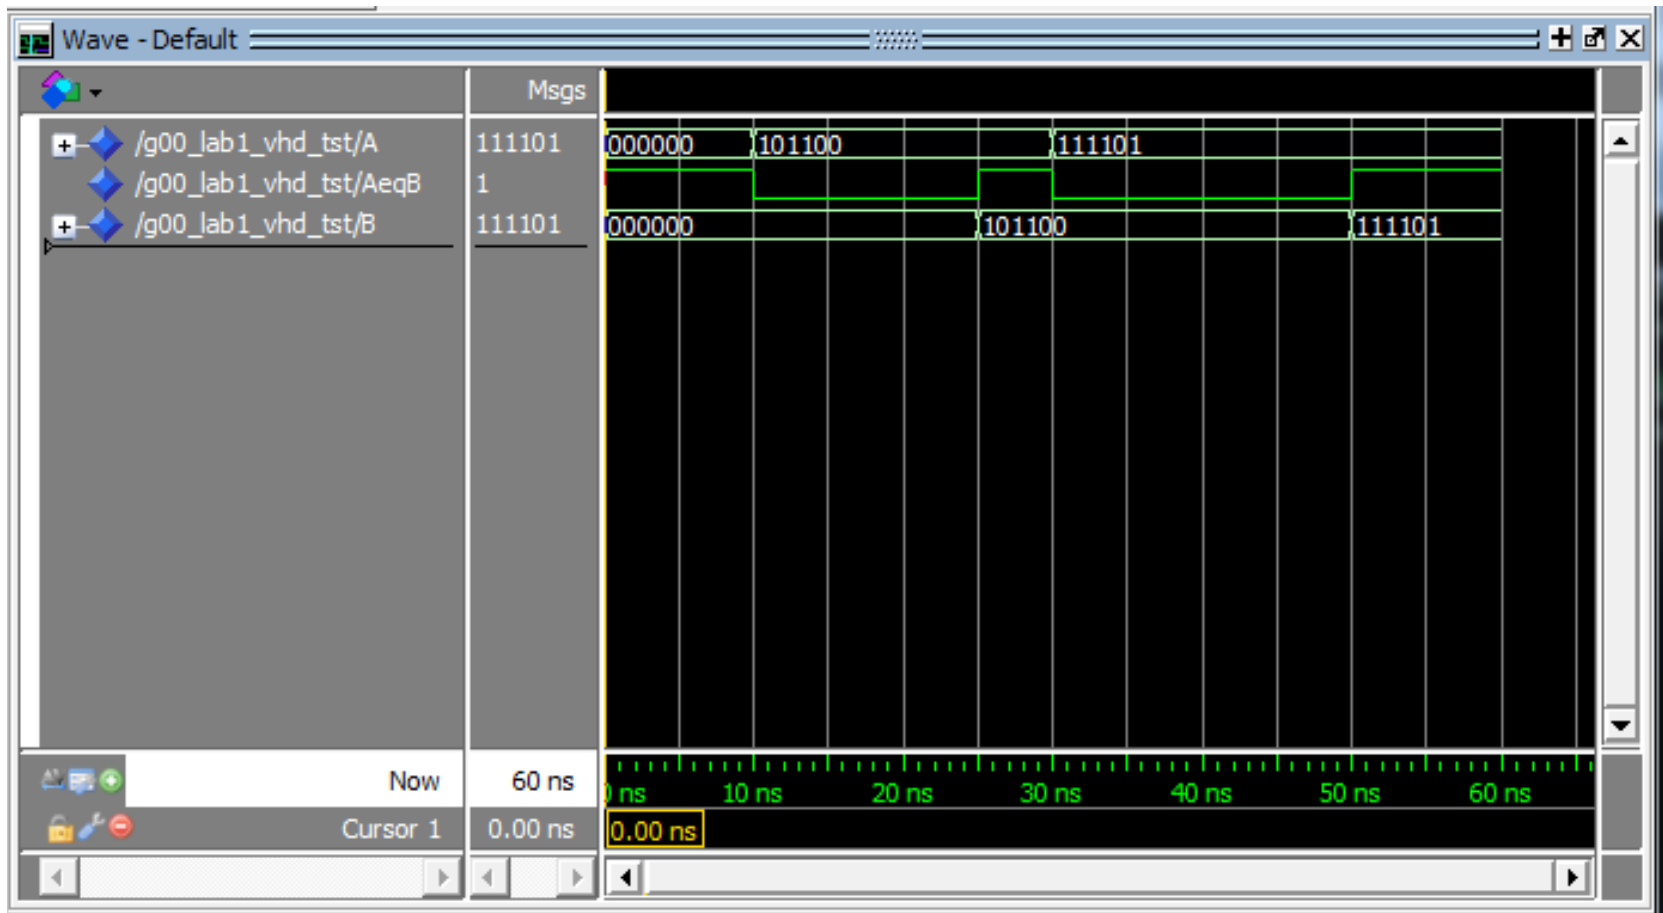 Wave - Default
Msgs
/g00_lab1_vhd_tst/A 111101 000000 101100 111101
/g00_lab1_vhd_tst/AeqB 1
/g00_lab1_vhd_tst/B 111101 000000 101100 111101
Now 60 ns ns 10 ns 20 ns 30 ns 40 ns 50 ns 60 ns
Cursor 1 0.00 ns 0.00 ns